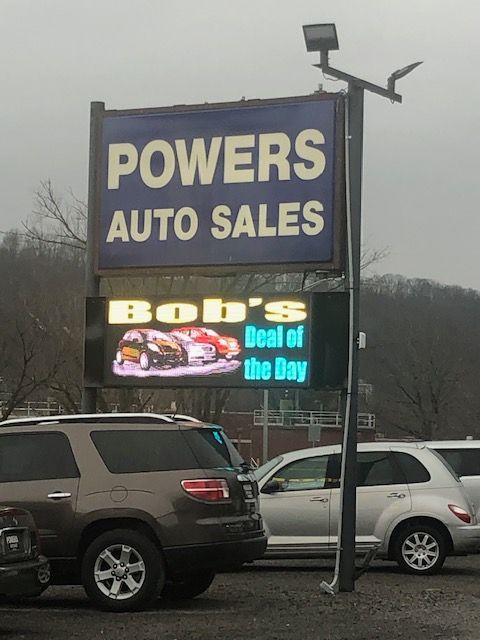 POWERS
AUTO SALES
Bob's
Deal of
the Day